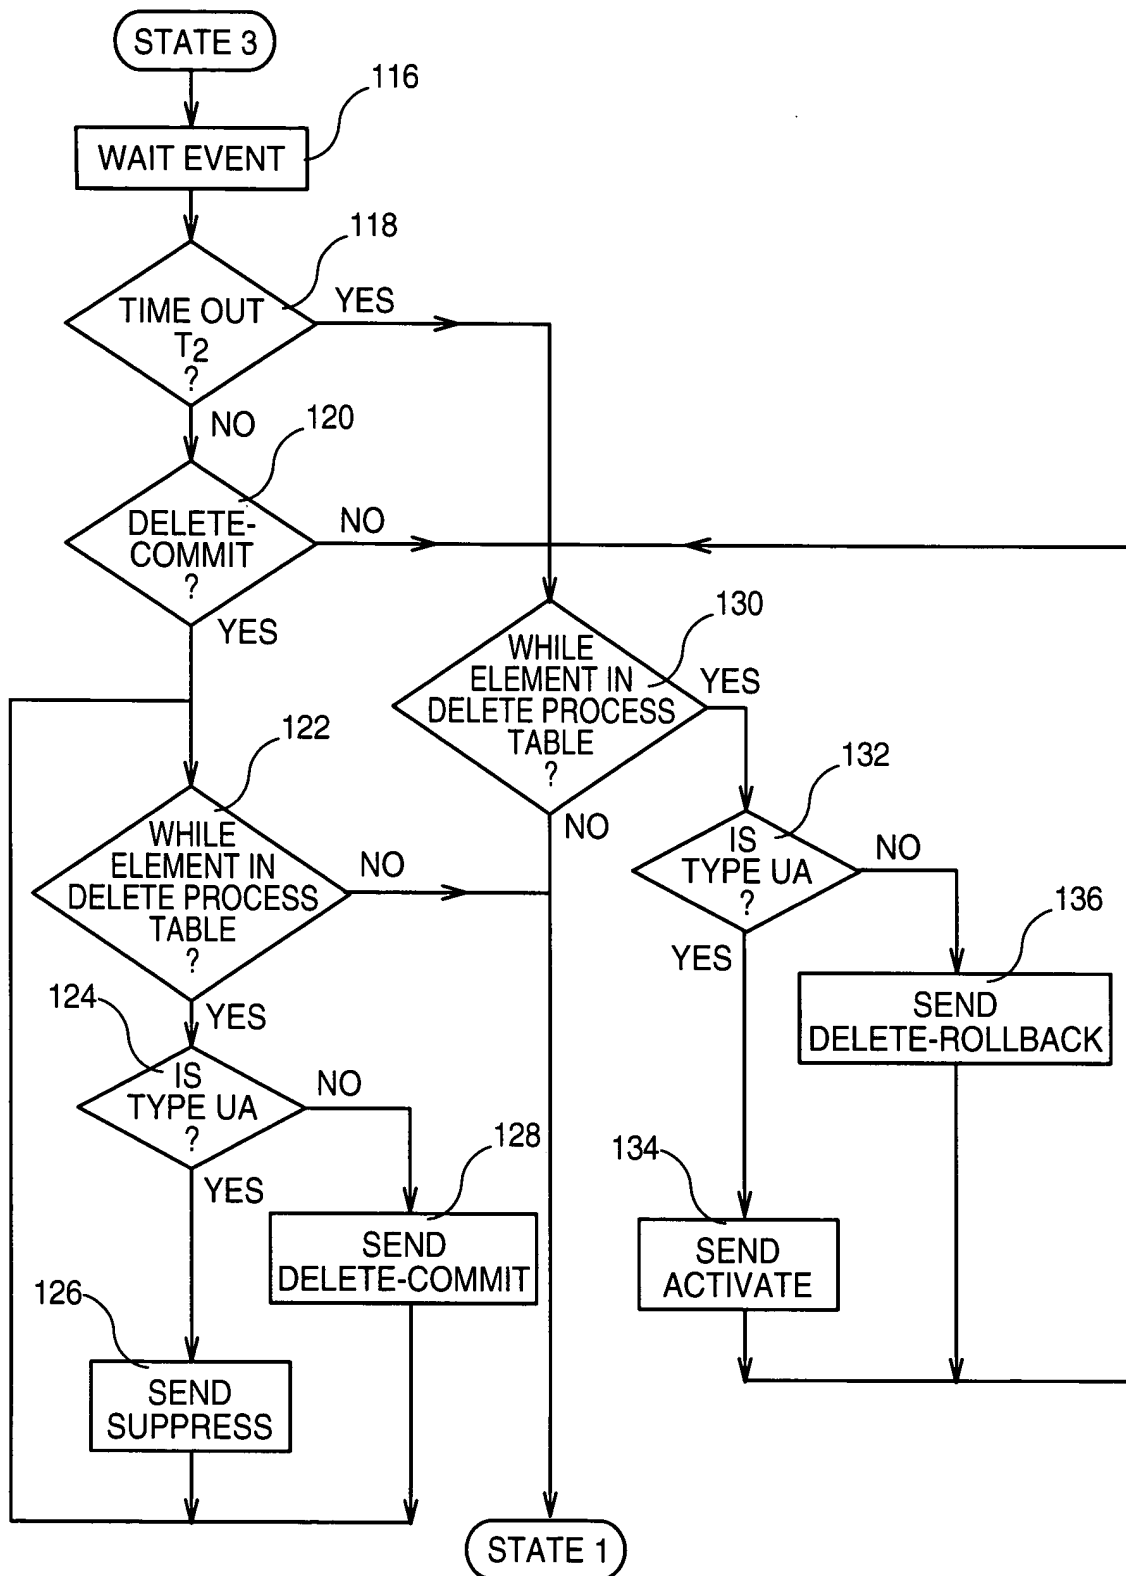 STATE 3
116
WAIT EVENT
118
TIME OUT
T2
?
YES
NO
120
DELETE-
COMMIT
?
NO
YES
130
WHILE
ELEMENT IN
DELETE PROCESS
TABLE
?
YES
NO
122
WHILE
ELEMENT IN
DELETE PROCESS
TABLE
?
NO
YES
132
IS
TYPE UA
?
NO
YES
136
SEND
DELETE-ROLLBACK
124
IS
TYPE UA
?
NO
YES
128
SEND
DELETE-COMMIT
134
SEND
ACTIVATE
126
SEND
SUPPRESS
STATE 1